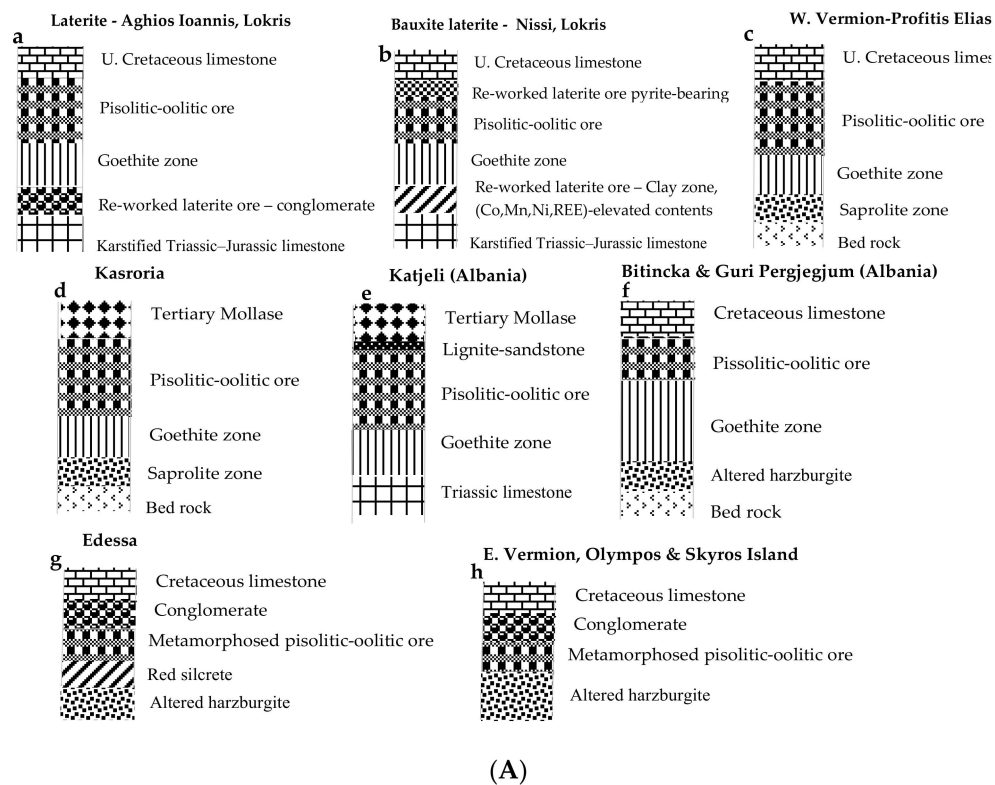 Laterite - Aghios Ioannis, Lokris
a
U. Cretaceous limestone
Pisolitic-oolitic ore
Goethite zone
Re-worked laterite ore – conglomerate
Karstified Triassic–Jurassic limestone
Bauxite laterite - Nissi, Lokris
b
U. Cretaceous limestone
Re-worked laterite ore pyrite-bearing
Pisolitic-oolitic ore
Goethite zone
Re-worked laterite ore – Clay zone,
(Co,Mn,Ni,REE)-elevated contents
Karstified Triassic–Jurassic limestone
W. Vermion-Profitis Elias
c
U. Cretaceous limes
Pisolitic-oolitic ore
Goethite zone
Saprolite zone
Bed rock
Kasroria
d
Tertiary Mollase
Pisolitic-oolitic ore
Goethite zone
Saprolite zone
Bed rock
Katjeli (Albania)
e
Tertiary Mollase
Lignite-sandstone
Pisolitic-oolitic ore
Goethite zone
Triassic limestone
Bitincka & Guri Pergjegjum (Albania)
f
Cretaceous limestone
Pissolitic-oolitic ore
Goethite zone
Altered harzburgite
Bed rock
Edessa
g
Cretaceous limestone
Conglomerate
Metamorphosed pisolitic-oolitic ore
Red silcrete
Altered harzburgite
E. Vermion, Olympos & Skyros Island
h
Cretaceous limestone
Conglomerate
Metamorphosed pisolitic-oolitic ore
Altered harzburgite
(A)